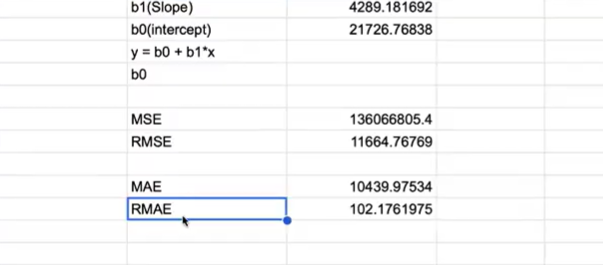 b1(Slope) 4289.181692
b0(intercept) 21726.76838
y = b0 + b1*x
b0
MSE 136066805.4
RMSE 11664.76769
MAE 10439.97534
RMAE 102.1761975